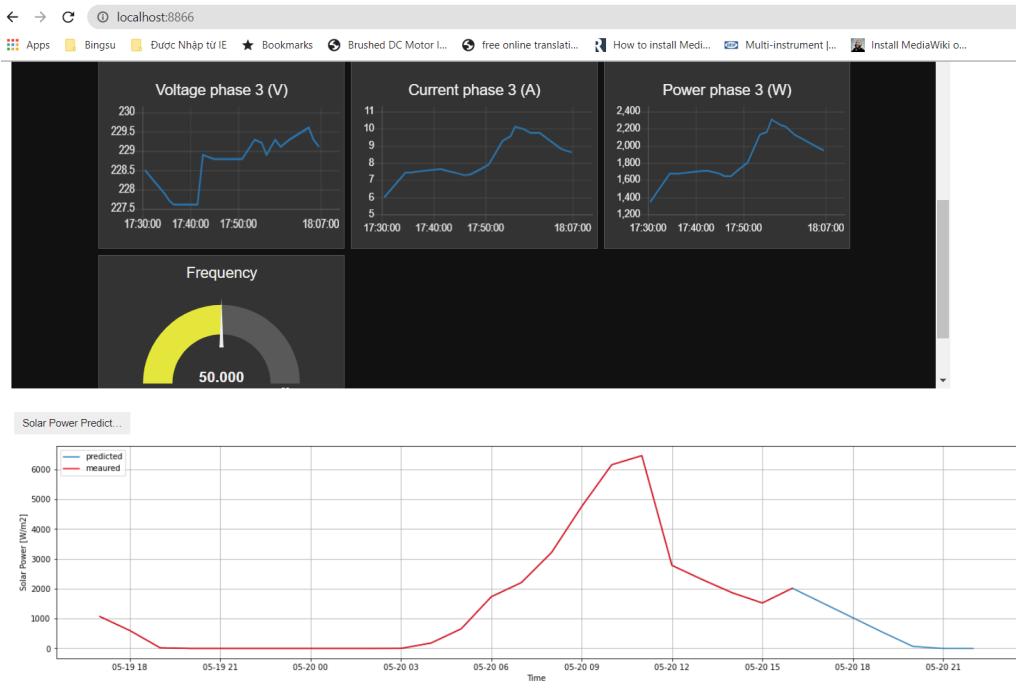 localhost:8866
Apps Bingsu Được Nhập từ IE Bookmarks Brushed DC Motor I... free online translati... How to install Medi... Multi-instrument |... Install MediaWiki o...
Voltage phase 3 (V)
230
229.5
229
228.5
228
227.5
17:30:00 17:40:00 17:50:00 18:07:00
Current phase 3 (A)
11
10
9
8
7
6
5
17:30:00 17:40:00 17:50:00 18:07:00
Power phase 3 (W)
2,400
2,200
2,000
1,800
1,600
1,400
1,200
17:30:00 17:40:00 17:50:00 18:07:00
Frequency
50.000
Solar Power Predict...
predicted
meaured
Solar Power [W/m2]
6000
5000
4000
3000
2000
1000
0
05-19 18 05-19 21 05-20 00 05-20 03 05-20 06 05-20 09 05-20 12 05-20 15 05-20 18 05-20 21
Time